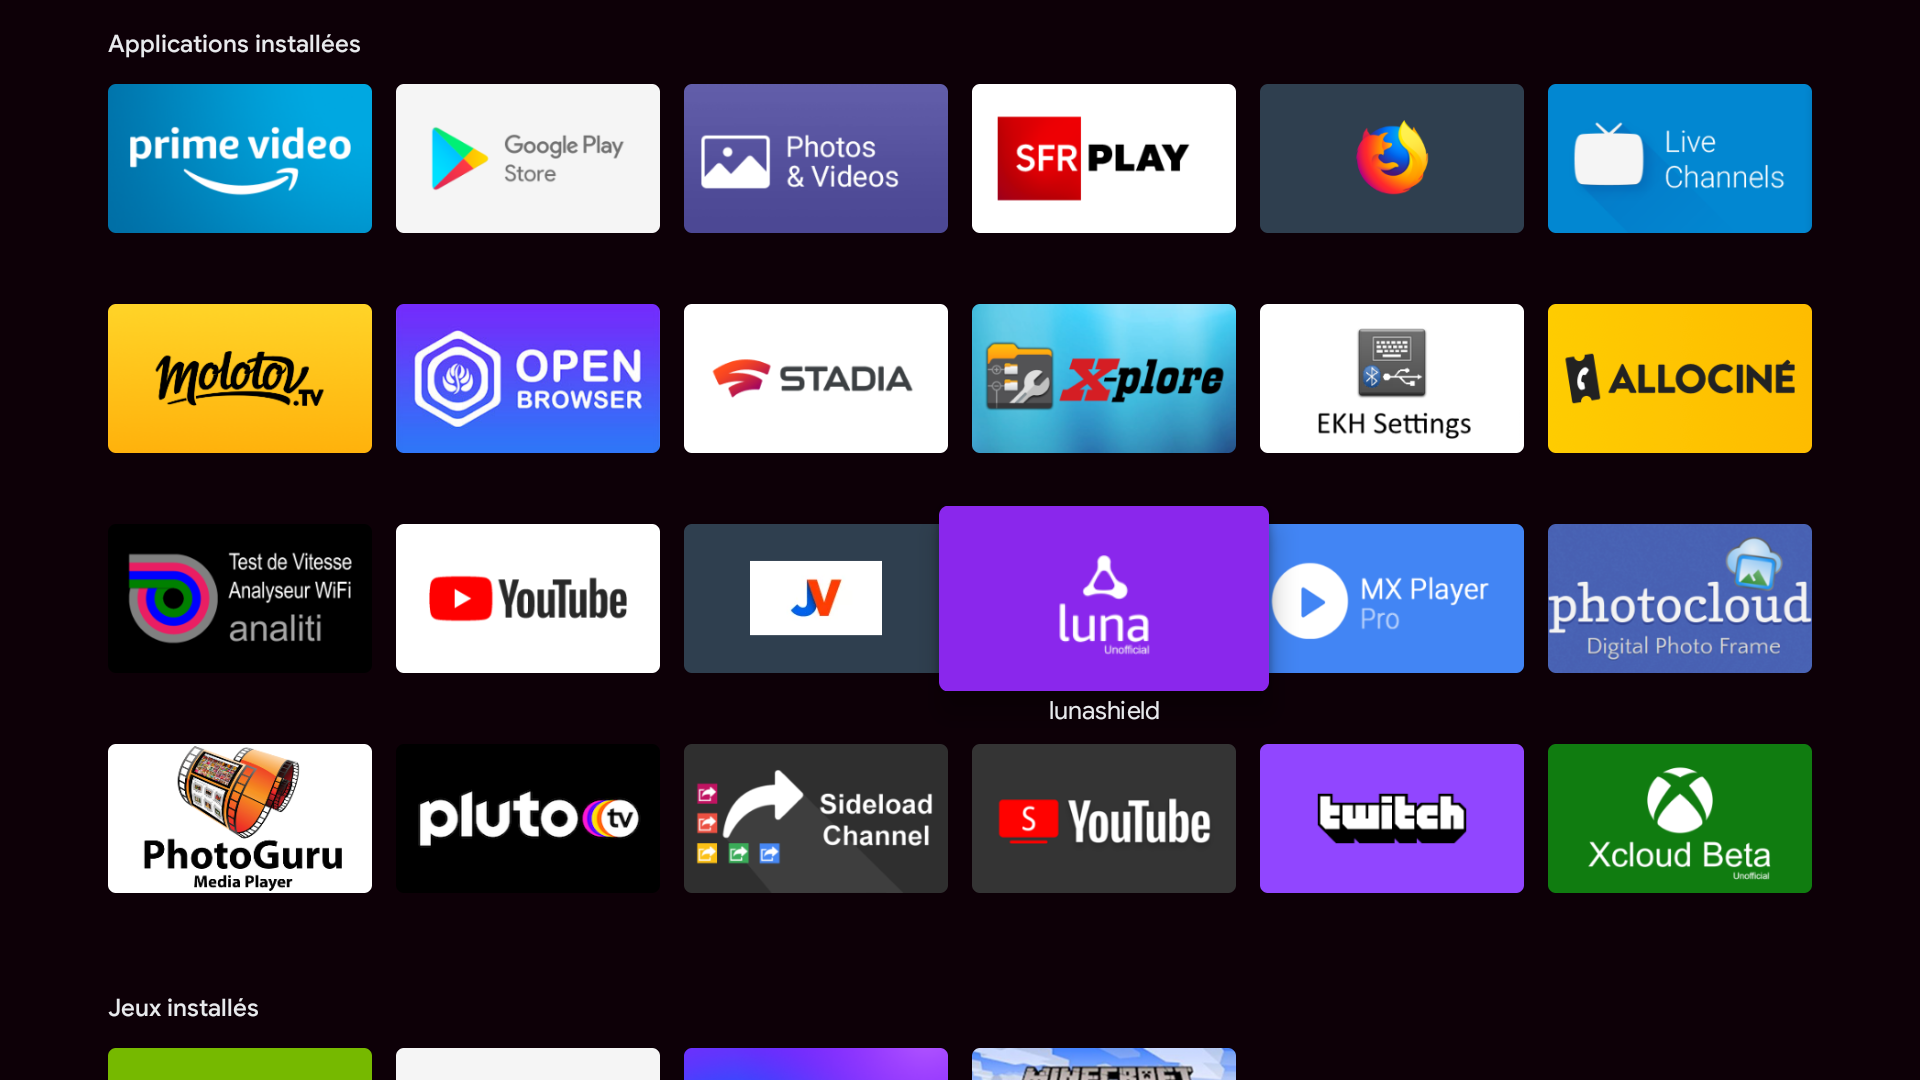 Applications installées
prime video
Google Play
Store
Photos
& Videos
SFR PLAY
Live
Channels
molotov
.TV
OPEN
BROWSER
STADIA
X-plore
EKH Settings
ALLOCINÉ
Test de Vitesse
Analyseur WiFi
analiti
YouTube
JV
luna
Unofficial
lunashield
MX Player
Pro
photocloud
Digital Photo Frame
PhotoGuru
Media Player
pluto tv
Sideload
Channel
S YouTube
twitch
Xcloud Beta
Unofficial
Jeux installés
MINECRAFT